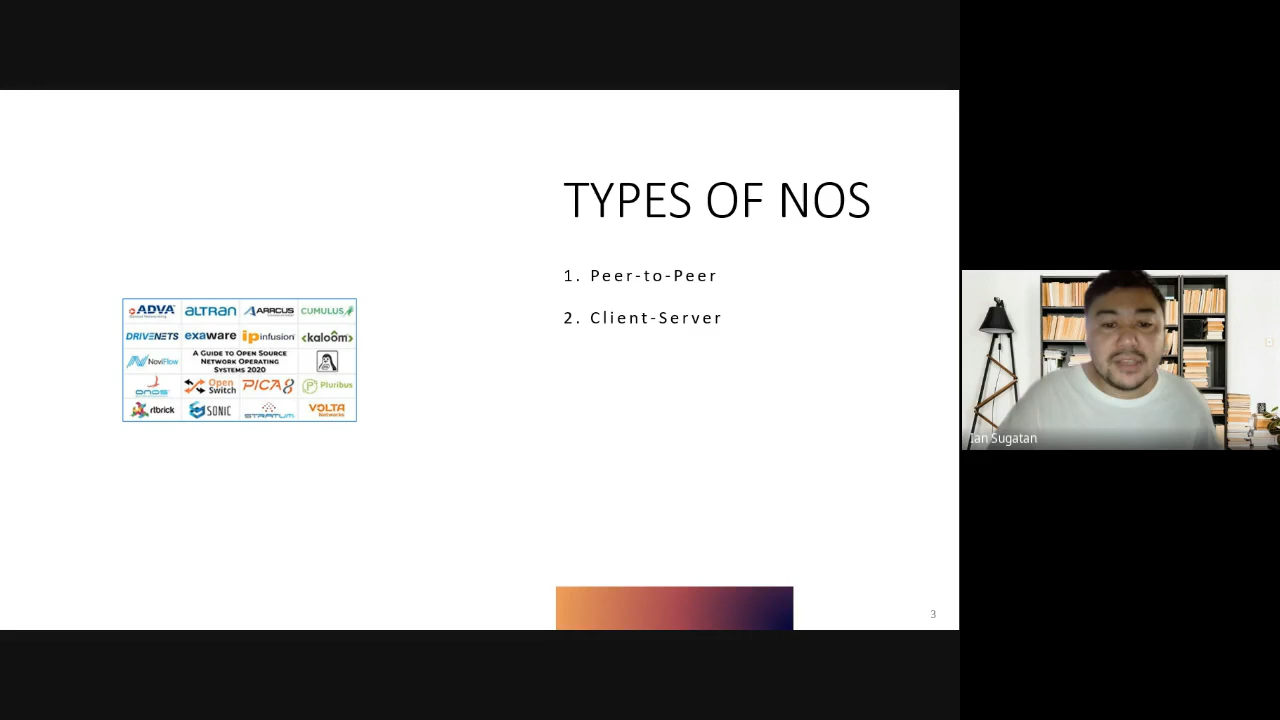 TYPES OF NOS
1. Peer-to-Peer
2. Client-Server
ADVA
ALTRAN
ARRCUS
CUMULUS
DRIVENETS
exaware
ipinfusion
<kaloom>
NoviFlow
A GUIDE TO OPEN SOURCE
NETWORK OPERATING
SYSTEMS 2020
onos
Open
Switch
PICA8
Pluribus
rtbrick
SONiC
STRATUM
VOLTA
Networks
3
Ian Sugatan